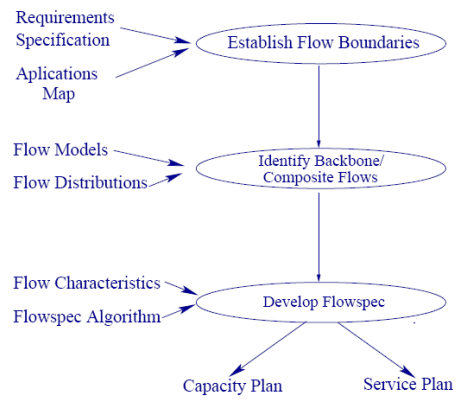 Requirements
Specification
Establish Flow Boundaries
Aplications
Map
Flow Models
Identify Backbone/
Composite Flows
Flow Distributions
Flow Characteristics
Develop Flowspec
Flowspec Algorithm
Capacity Plan
Service Plan